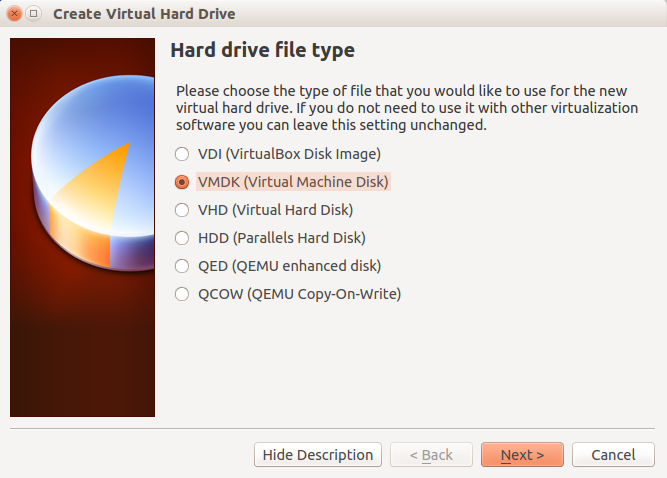 Create Virtual Hard Drive
Hard drive file type
Please choose the type of file that you would like to use for the new
virtual hard drive. If you do not need to use it with other virtualization
software you can leave this setting unchanged.
VDI (VirtualBox Disk Image)
VMDK (Virtual Machine Disk)
VHD (Virtual Hard Disk)
HDD (Parallels Hard Disk)
QED (QEMU enhanced disk)
QCOW (QEMU Copy-On-Write)
Hide Description
< Back
Next >
Cancel